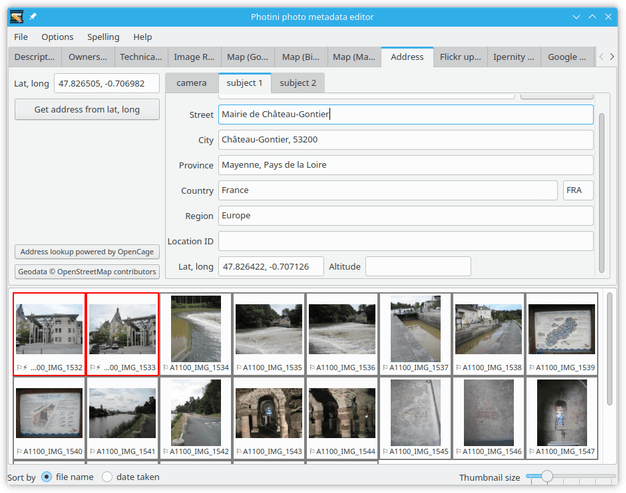 Photini photo metadata editor
File Options Spelling Help
Descript... Owners... Technica... Image R... Map (Go... Map (Bi... Map (Ma... Address Flickr up... Ipernity ... Google ...
Lat, long 47.826505, -0.706982
camera subject 1 subject 2
Get address from lat, long
Street Mairie de Château-Gontier
City Château-Gontier, 53200
Province Mayenne, Pays de la Loire
Country France FRA
Region Europe
Location ID
Address lookup powered by OpenCage
Lat, long 47.826422, -0.707126 Altitude
Geodata © OpenStreetMap contributors
...00_IMG_1532 ...00_IMG_1533 A1100_IMG_1534 A1100_IMG_1535 A1100_IMG_1536 A1100_IMG_1537 A1100_IMG_1538 A1100_IMG_1539
A1100_IMG_1540 A1100_IMG_1541 A1100_IMG_1542 A1100_IMG_1543 A1100_IMG_1544 A1100_IMG_1545 A1100_IMG_1546 A1100_IMG_1547
Sort by file name date taken Thumbnail size